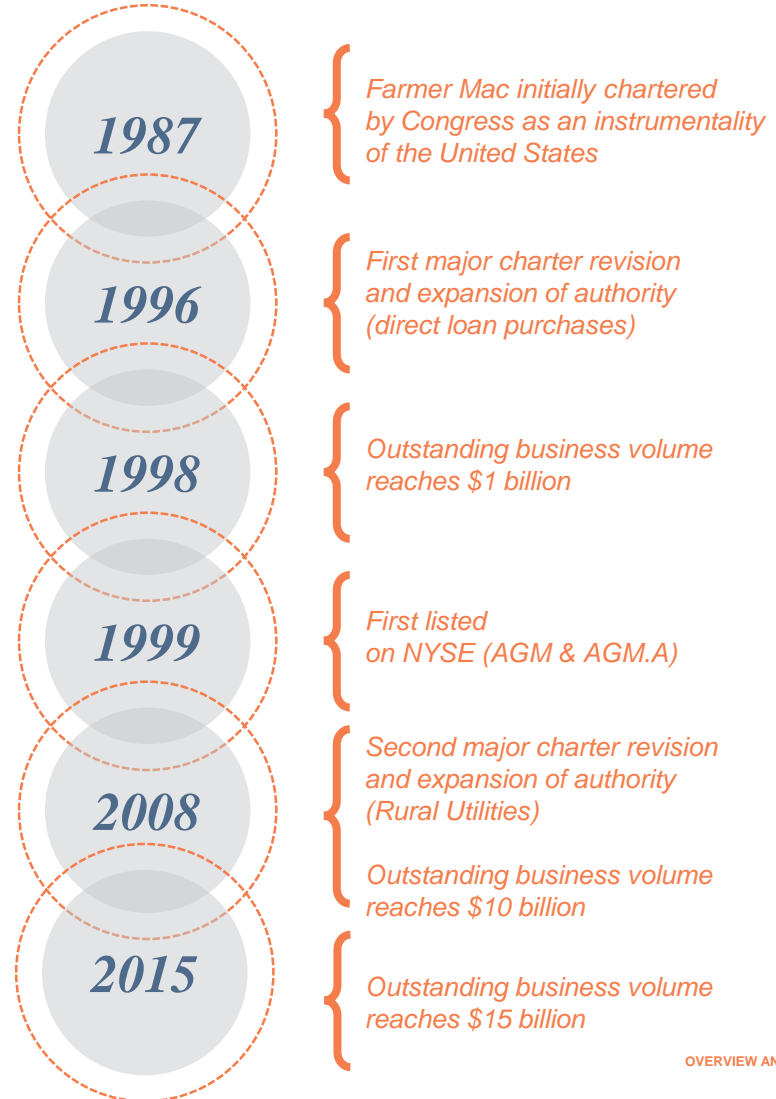 1987
Farmer Mac initially chartered
by Congress as an instrumentality
of the United States
1996
First major charter revision
and expansion of authority
(direct loan purchases)
1998
Outstanding business volume
reaches $1 billion
1999
First listed
on NYSE (AGM & AGM.A)
2008
Second major charter revision
and expansion of authority
(Rural Utilities)
Outstanding business volume
reaches $10 billion
2015
Outstanding business volume
reaches $15 billion
OVERVIEW AN